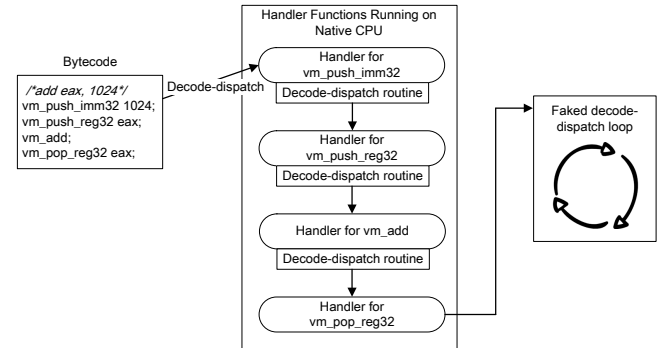 Handler Functions Running on
Native CPU
Bytecode
/*add eax, 1024*/
vm_push_imm32 1024;
vm_push_reg32 eax;
vm_add;
vm_pop_reg32 eax;
Decode-dispatch
Handler for
vm_push_imm32
Decode-dispatch routine
Handler for
vm_push_reg32
Decode-dispatch routine
Handler for vm_add
Decode-dispatch routine
Handler for
vm_pop_reg32
Faked decode-
dispatch loop